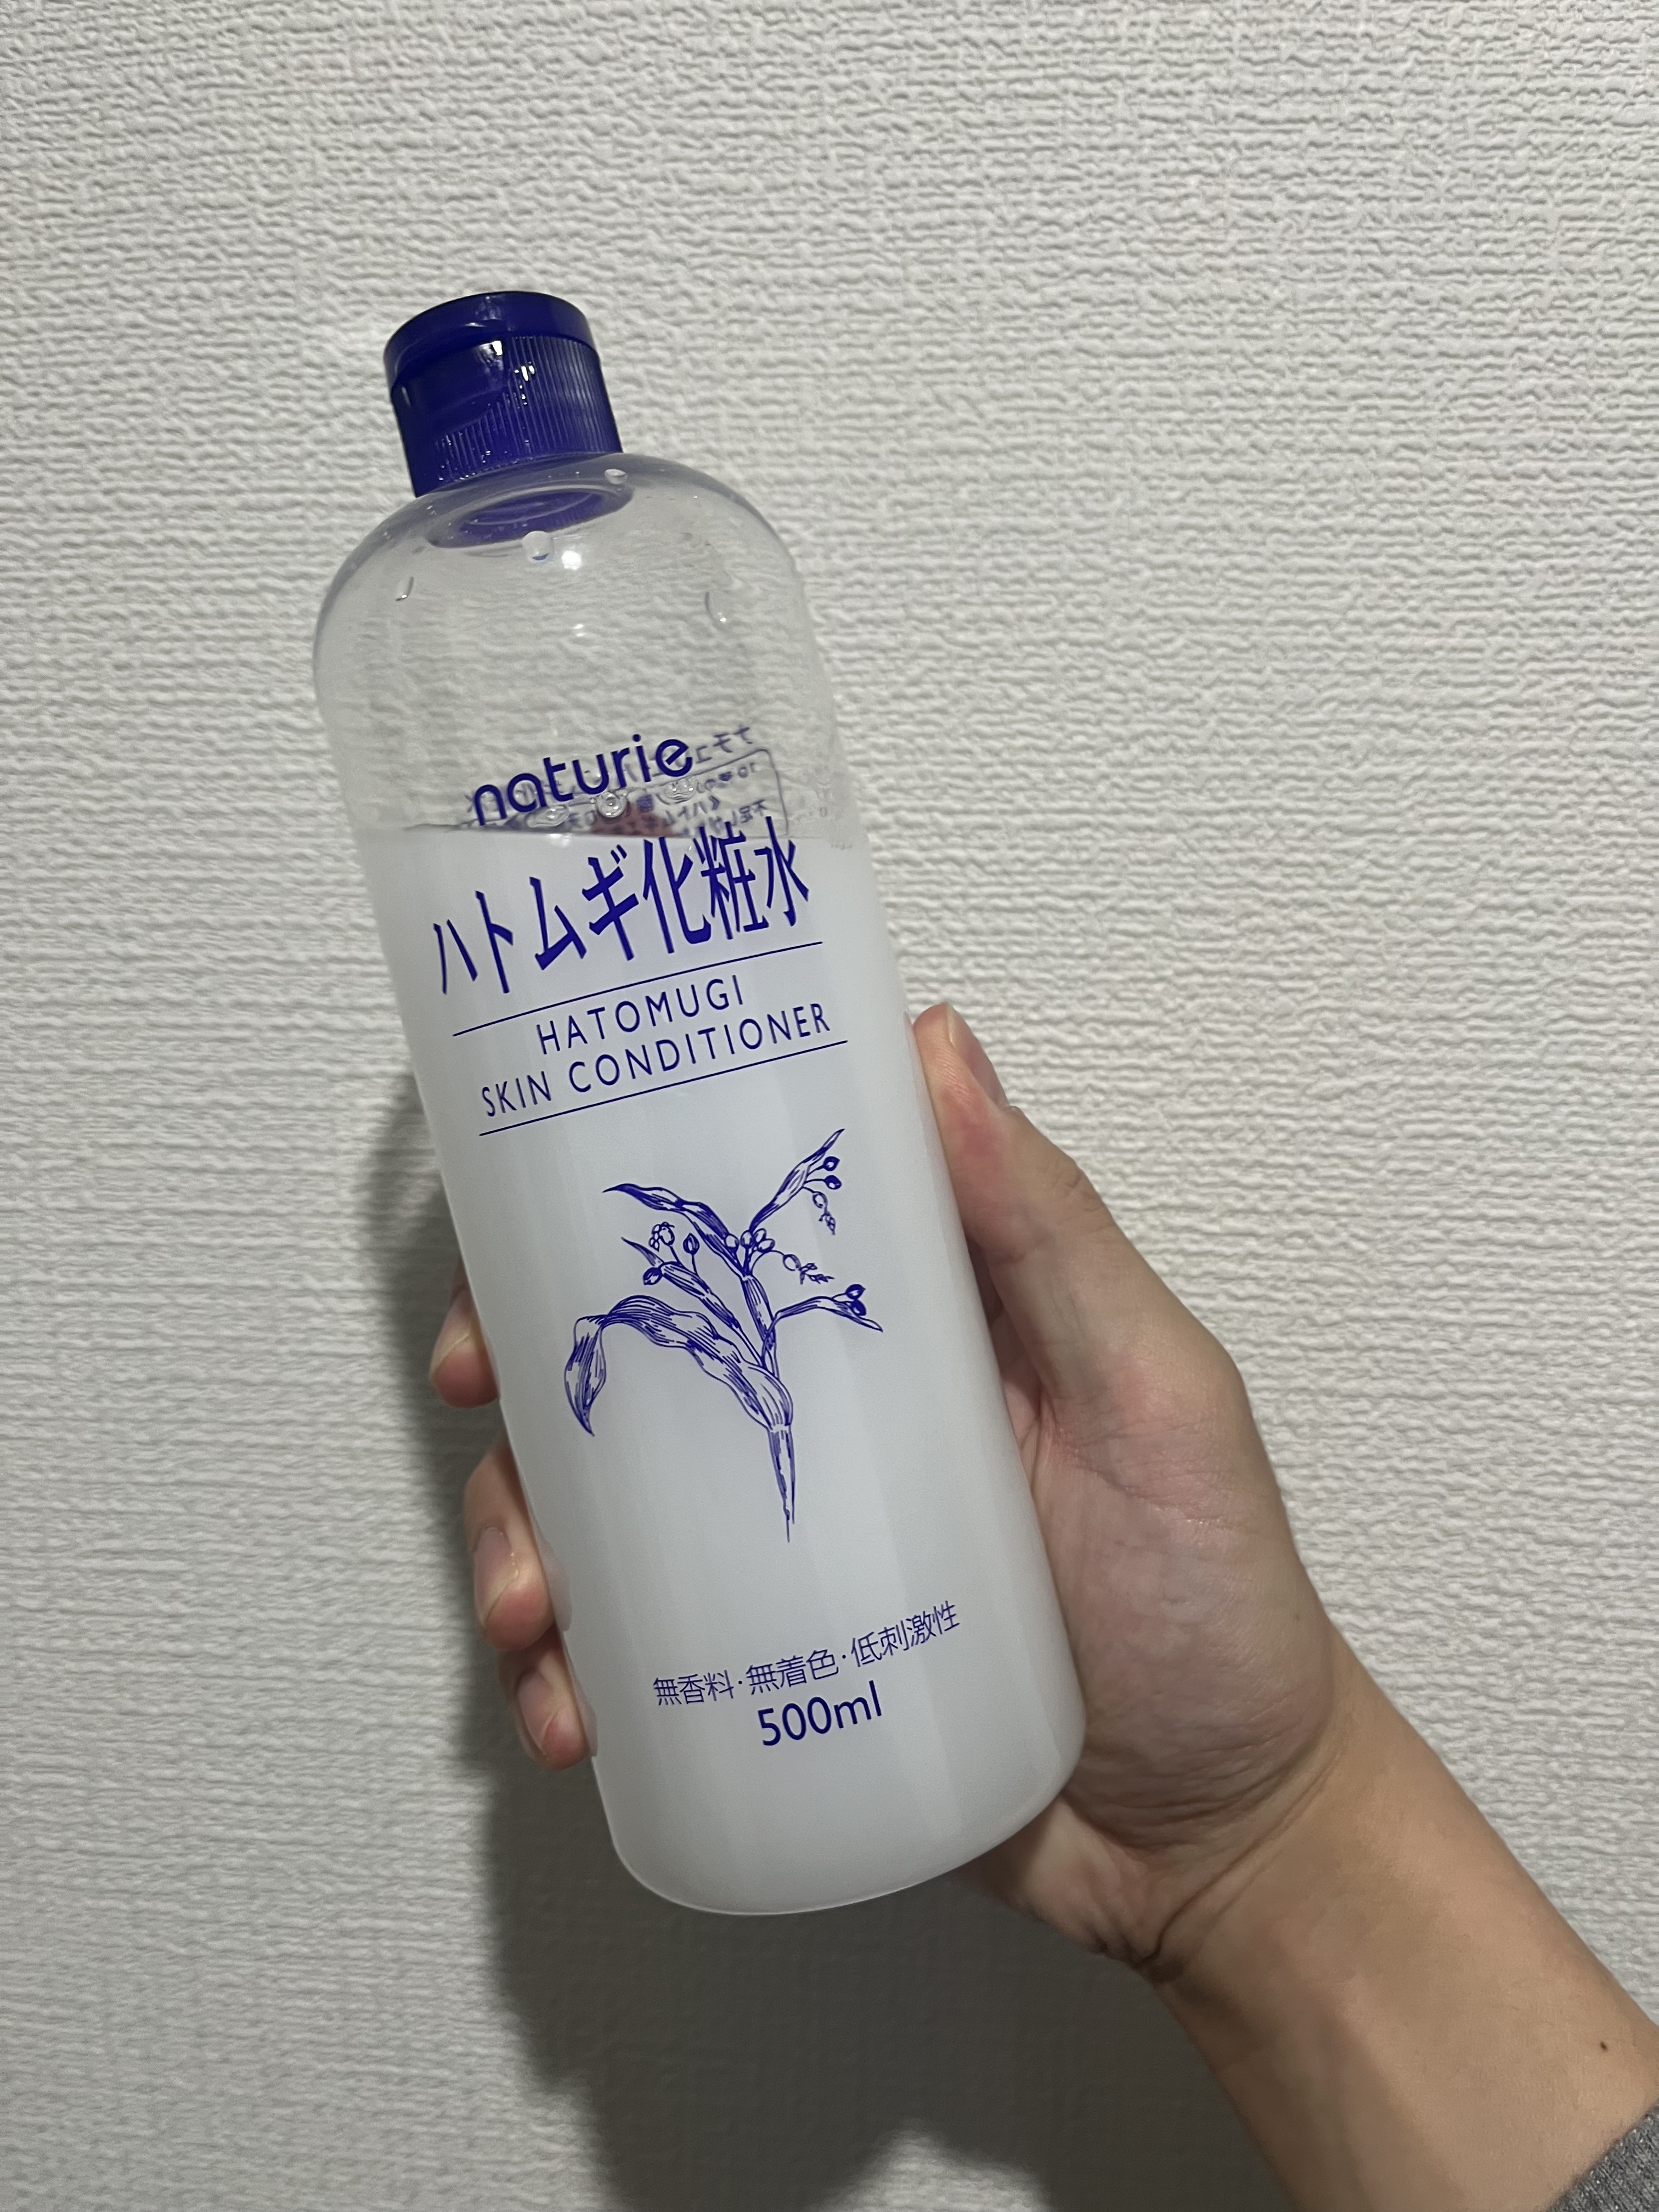 naturie
ハトムギ化粧水
HATOMUGI
SKIN CONDITIONER
無香料・無着色・低刺激性
500ml